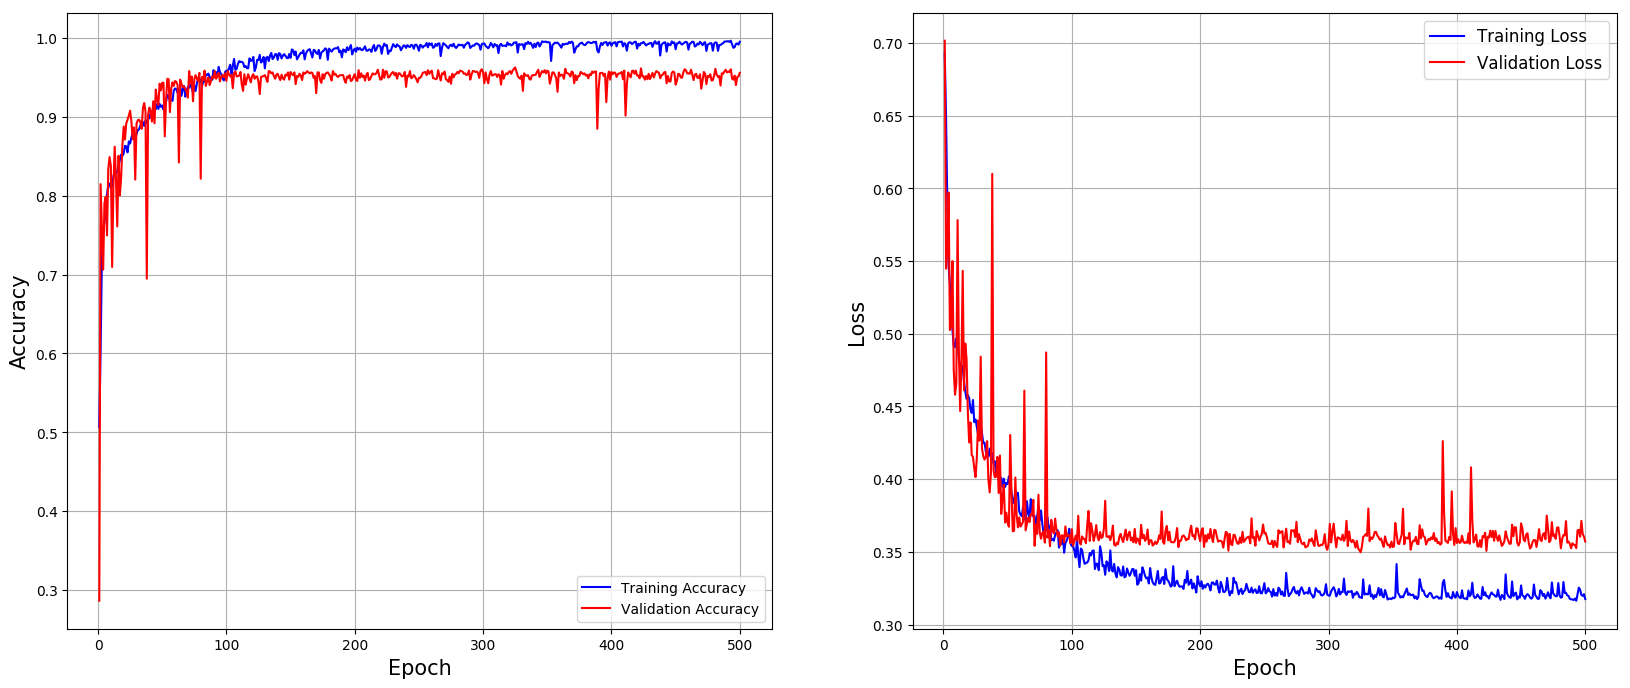 1.0
0.9
0.8
0.7
0.6
0.5
0.4
0.3
Accuracy
0 100 200 300 400 500
Epoch
Training Accuracy
Validation Accuracy
0.70
0.65
0.60
0.55
0.50
0.45
0.40
0.35
0.30
Loss
0 100 200 300 400 500
Epoch
Training Loss
Validation Loss